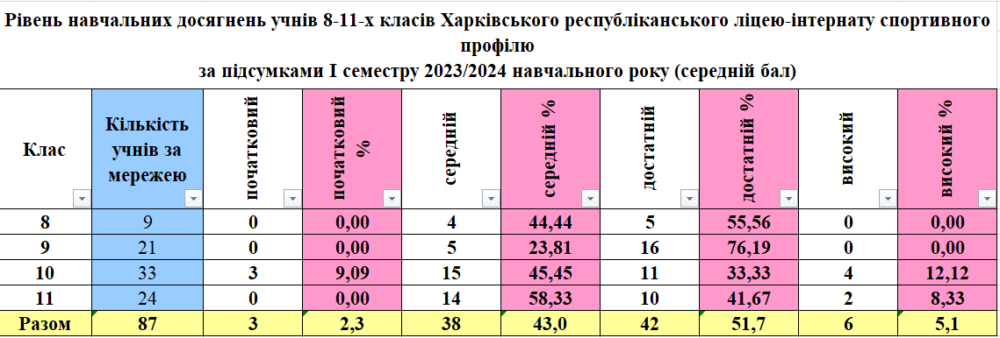 Рівень навчальних досягнень учнів 8-11-х класів Харківського республіканського ліцею-інтернату спортивного
профілю
за підсумками І семестру 2023/2024 навчального року (середній бал)
Клас Кількість учнів за мережею початковий початковий % середній середній % достатній достатній % високий високий %
8 9 0 0,00 4 44,44 5 55,56 0 0,00
9 21 0 0,00 5 23,81 16 76,19 0 0,00
10 33 3 9,09 15 45,45 11 33,33 4 12,12
11 24 0 0,00 14 58,33 10 41,67 2 8,33
Разом 87 3 2,3 38 43,0 42 51,7 6 5,1